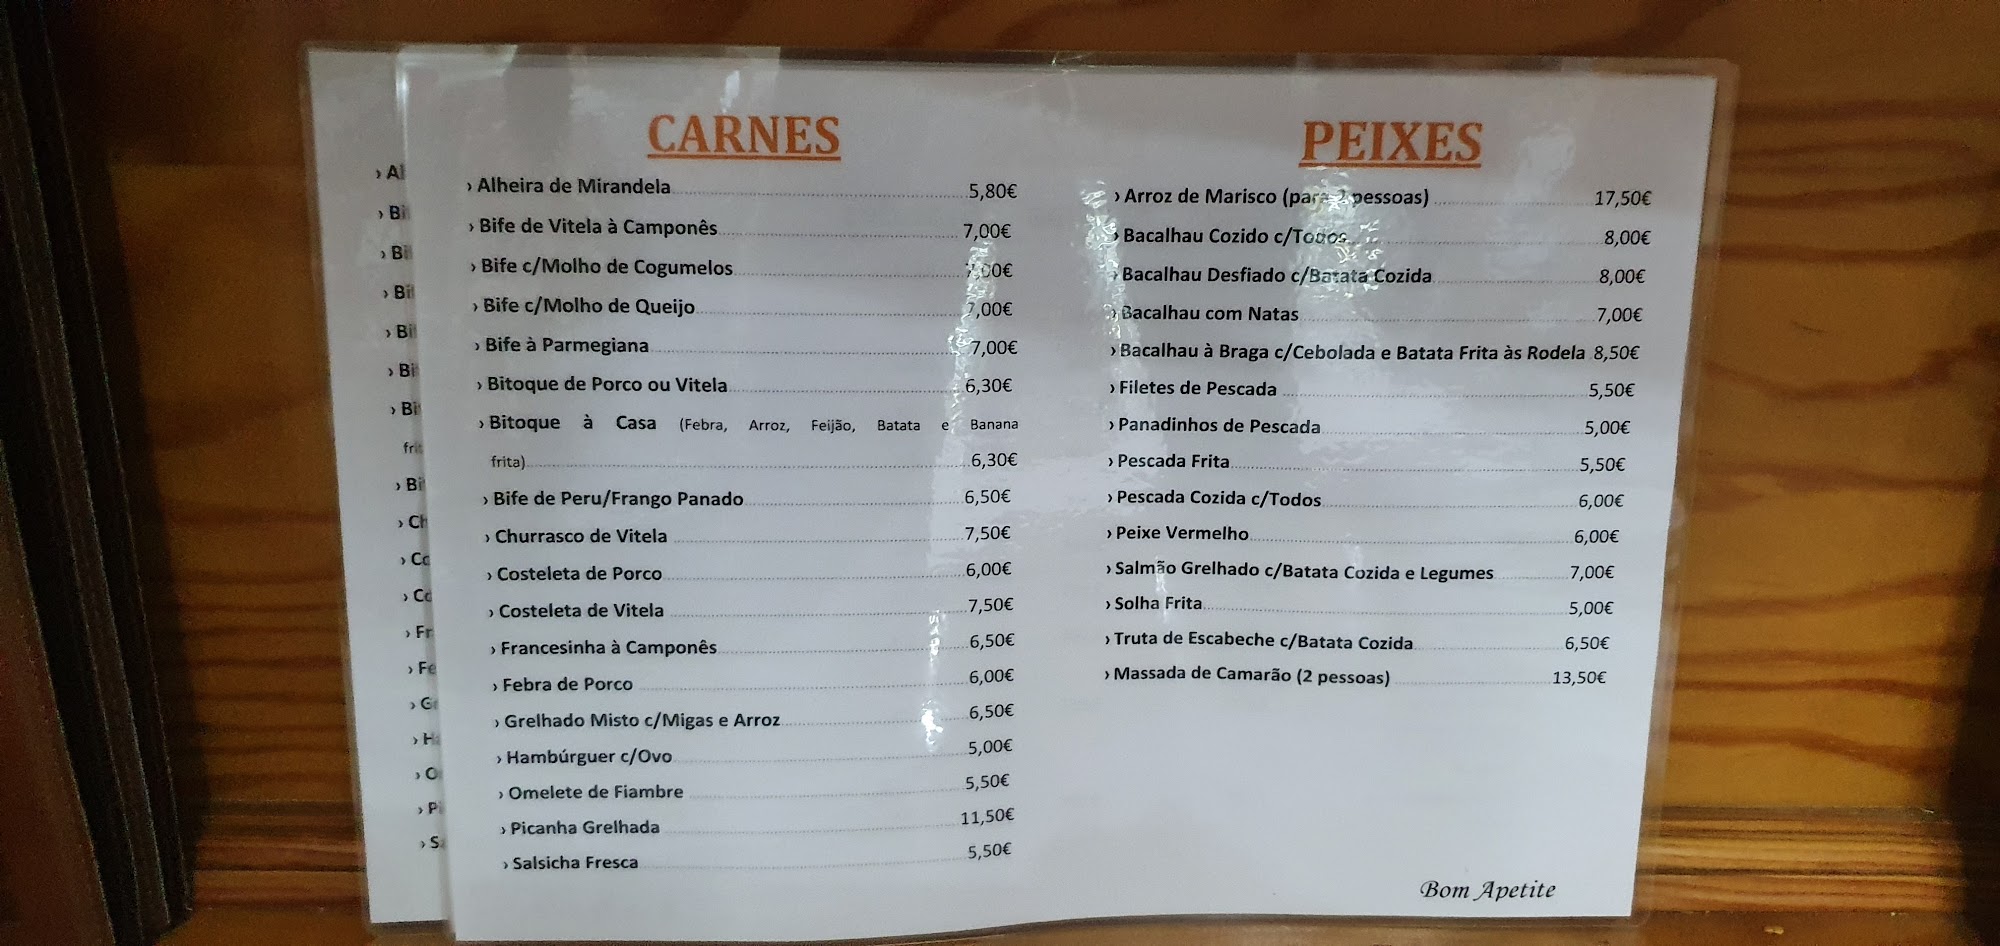 CARNES
› Alheira de Mirandela 5,80€
› Bife de Vitela à Camponês 7,00€
› Bife c/Molho de Cogumelos 7,00€
› Bife c/Molho de Queijo 7,00€
› Bife à Parmegiana 7,00€
› Bitoque de Porco ou Vitela 6,30€
› Bitoque à Casa (Febra, Arroz, Feijão, Batata e Banana
frita) 6,30€
› Bife de Peru/Frango Panado 6,50€
› Churrasco de Vitela 7,50€
› Costeleta de Porco 6,00€
› Costeleta de Vitela 7,50€
› Francesinha à Camponês 6,50€
› Febra de Porco 6,00€
› Grelhado Misto c/Migas e Arroz 6,50€
› Hambúrguer c/Ovo 5,00€
› Omelete de Fiambre 5,50€
› Picanha Grelhada 11,50€
› Salsicha Fresca 5,50€
PEIXES
› Arroz de Marisco (para 2 pessoas) 17,50€
› Bacalhau Cozido c/Todos 8,00€
› Bacalhau Desfiado c/Batata Cozida 8,00€
› Bacalhau com Natas 7,00€
› Bacalhau à Braga c/Cebolada e Batata Frita às Rodela 8,50€
› Filetes de Pescada 5,50€
› Panadinhos de Pescada 5,00€
› Pescada Frita 5,50€
› Pescada Cozida c/Todos 6,00€
› Peixe Vermelho 6,00€
› Salmão Grelhado c/Batata Cozida e Legumes 7,00€
› Solha Frita 5,00€
› Truta de Escabeche c/Batata Cozida 6,50€
› Massada de Camarão (2 pessoas) 13,50€
Bom Apetite